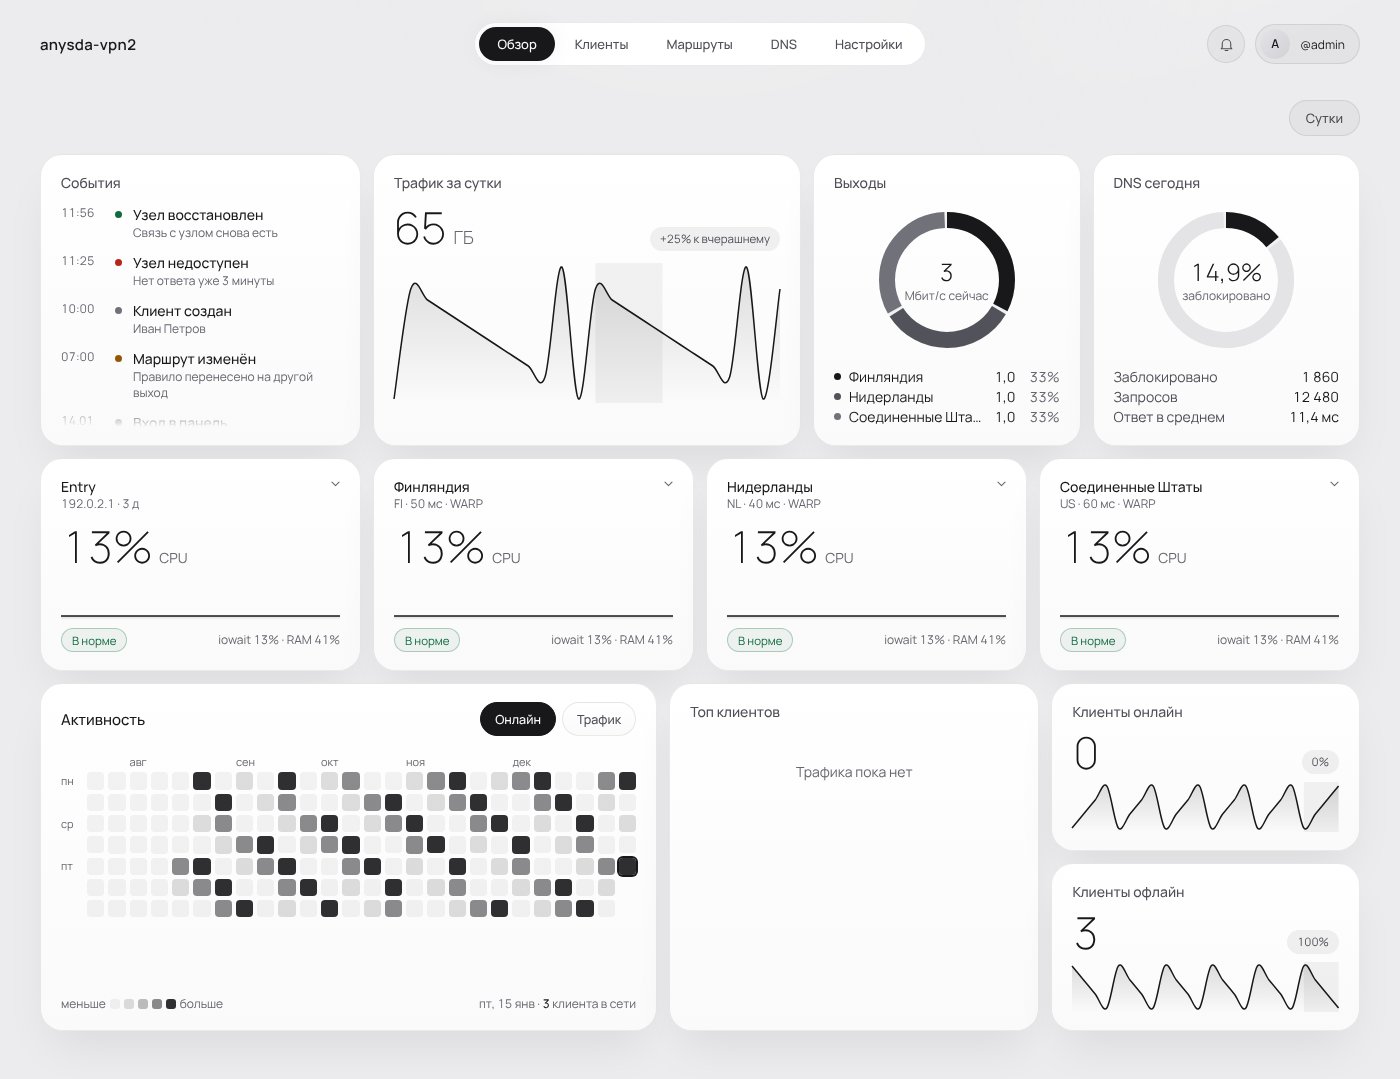 anysda-vpn2
Обзор
Клиенты
Маршруты
DNS
Настройки
A
@admin
Сутки
События
11:56
Узел восстановлен
Связь с узлом снова есть
11:25
Узел недоступен
Нет ответа уже 3 минуты
10:00
Клиент создан
Иван Петров
07:00
Маршрут изменён
Правило перенесено на другой
выход
14.01
Вход в панель
Трафик за сутки
65 ГБ
+25% к вчерашнему
Выходы
3
Мбит/с сейчас
Финляндия 1,0 33%
Нидерланды 1,0 33%
Соединенные Шта... 1,0 33%
DNS сегодня
14,9%
заблокировано
Заблокировано 1 860
Запросов 12 480
Ответ в среднем 11,4 мс
Entry
192.0.2.1 · 3 д
13% CPU
В норме
iowait 13% · RAM 41%
Финляндия
FI · 50 мс · WARP
13% CPU
В норме
iowait 13% · RAM 41%
Нидерланды
NL · 40 мс · WARP
13% CPU
В норме
iowait 13% · RAM 41%
Соединенные Штаты
US · 60 мс · WARP
13% CPU
В норме
iowait 13% · RAM 41%
Активность
Онлайн
Трафик
авг сен окт ноя дек
пн
ср
пт
меньше
больше
пт, 15 янв · 3 клиента в сети
Топ клиентов
Трафика пока нет
Клиенты онлайн
0
0%
Клиенты офлайн
3
100%